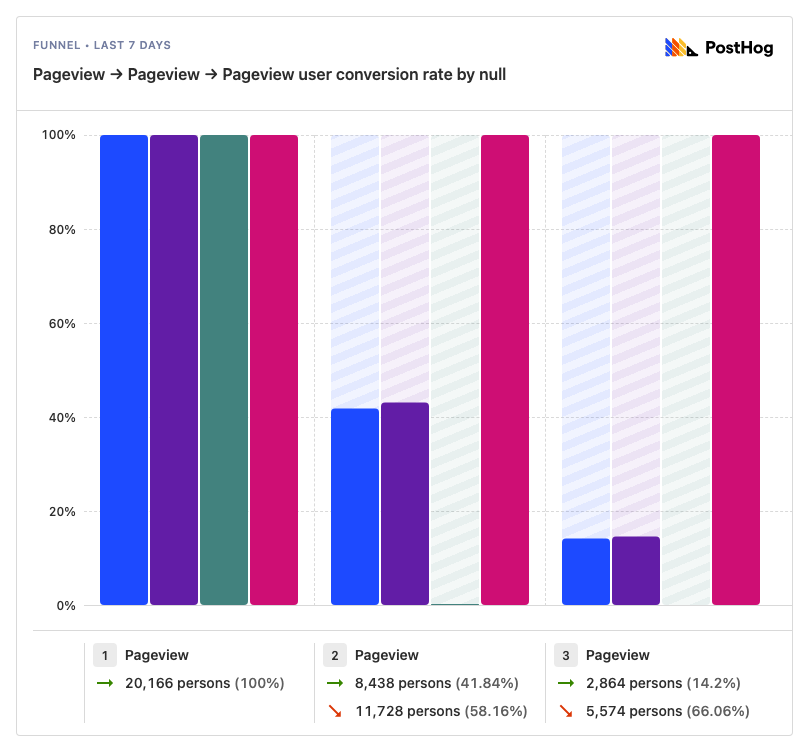 FUNNEL • LAST 7 DAYS
PostHog
Pageview → Pageview → Pageview user conversion rate by null
100%
80%
60%
40%
20%
0%
1 Pageview
→ 20,166 persons (100%)
2 Pageview
→ 8,438 persons (41.84%)
↘ 11,728 persons (58.16%)
3 Pageview
→ 2,864 persons (14.2%)
↘ 5,574 persons (66.06%)